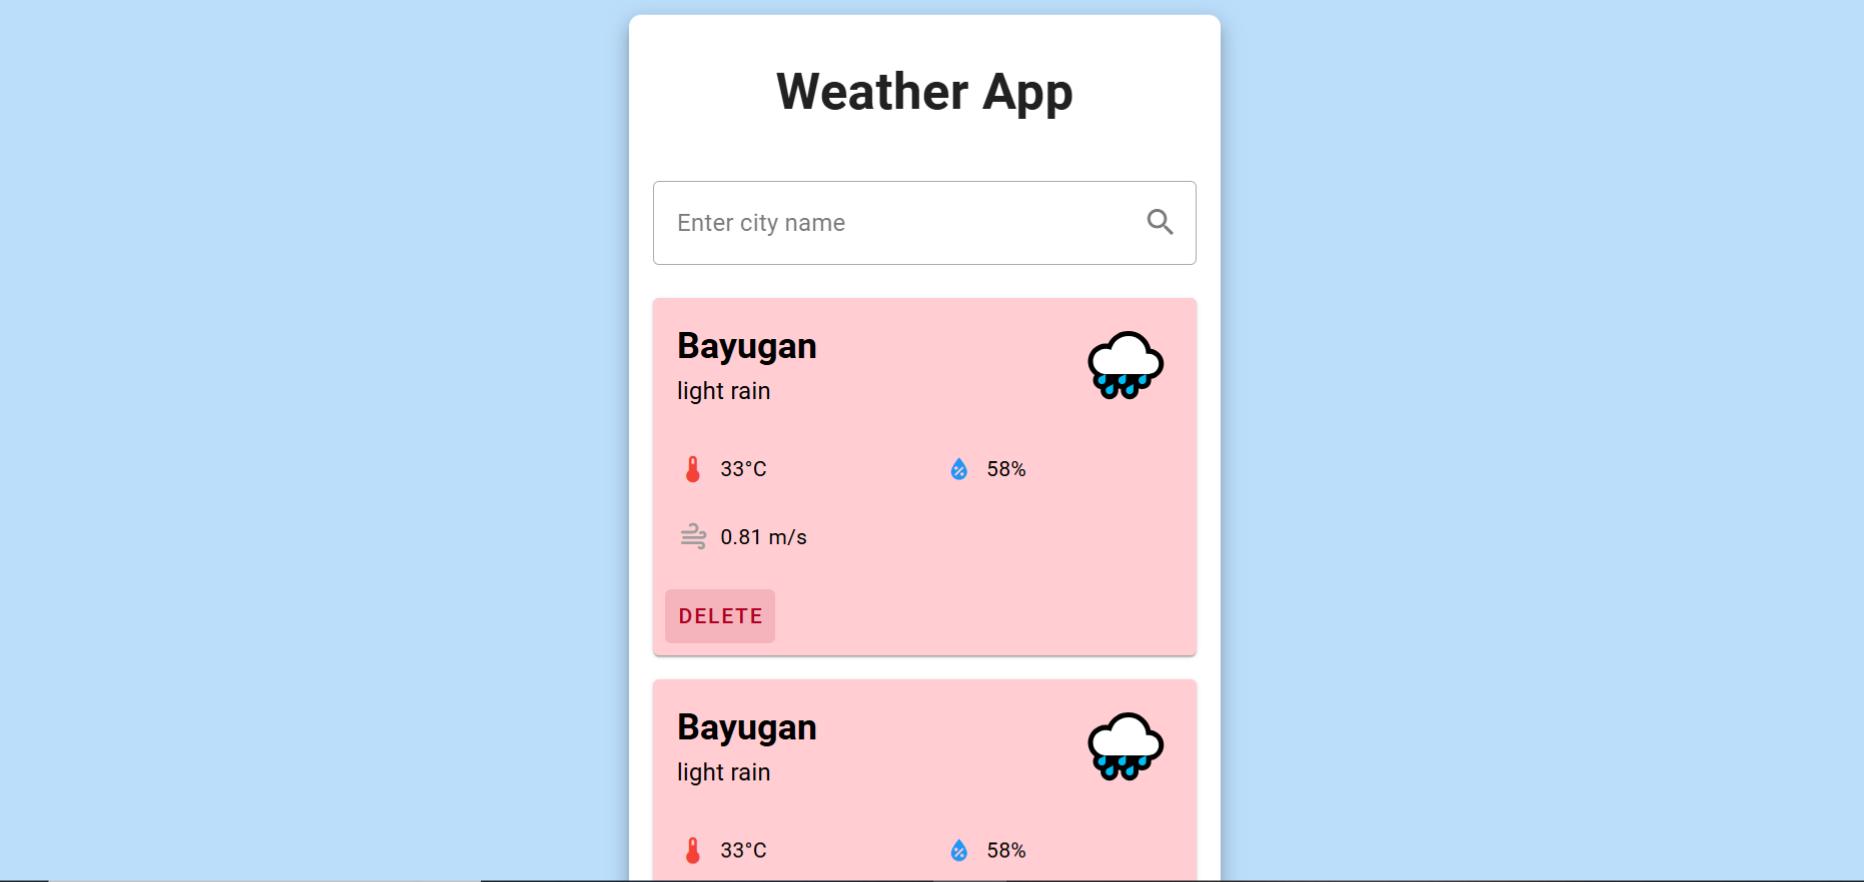 Weather App
Enter city name
Bayugan
light rain
33°C 58%
0.81 m/s
DELETE
Bayugan
light rain
33°C 58%